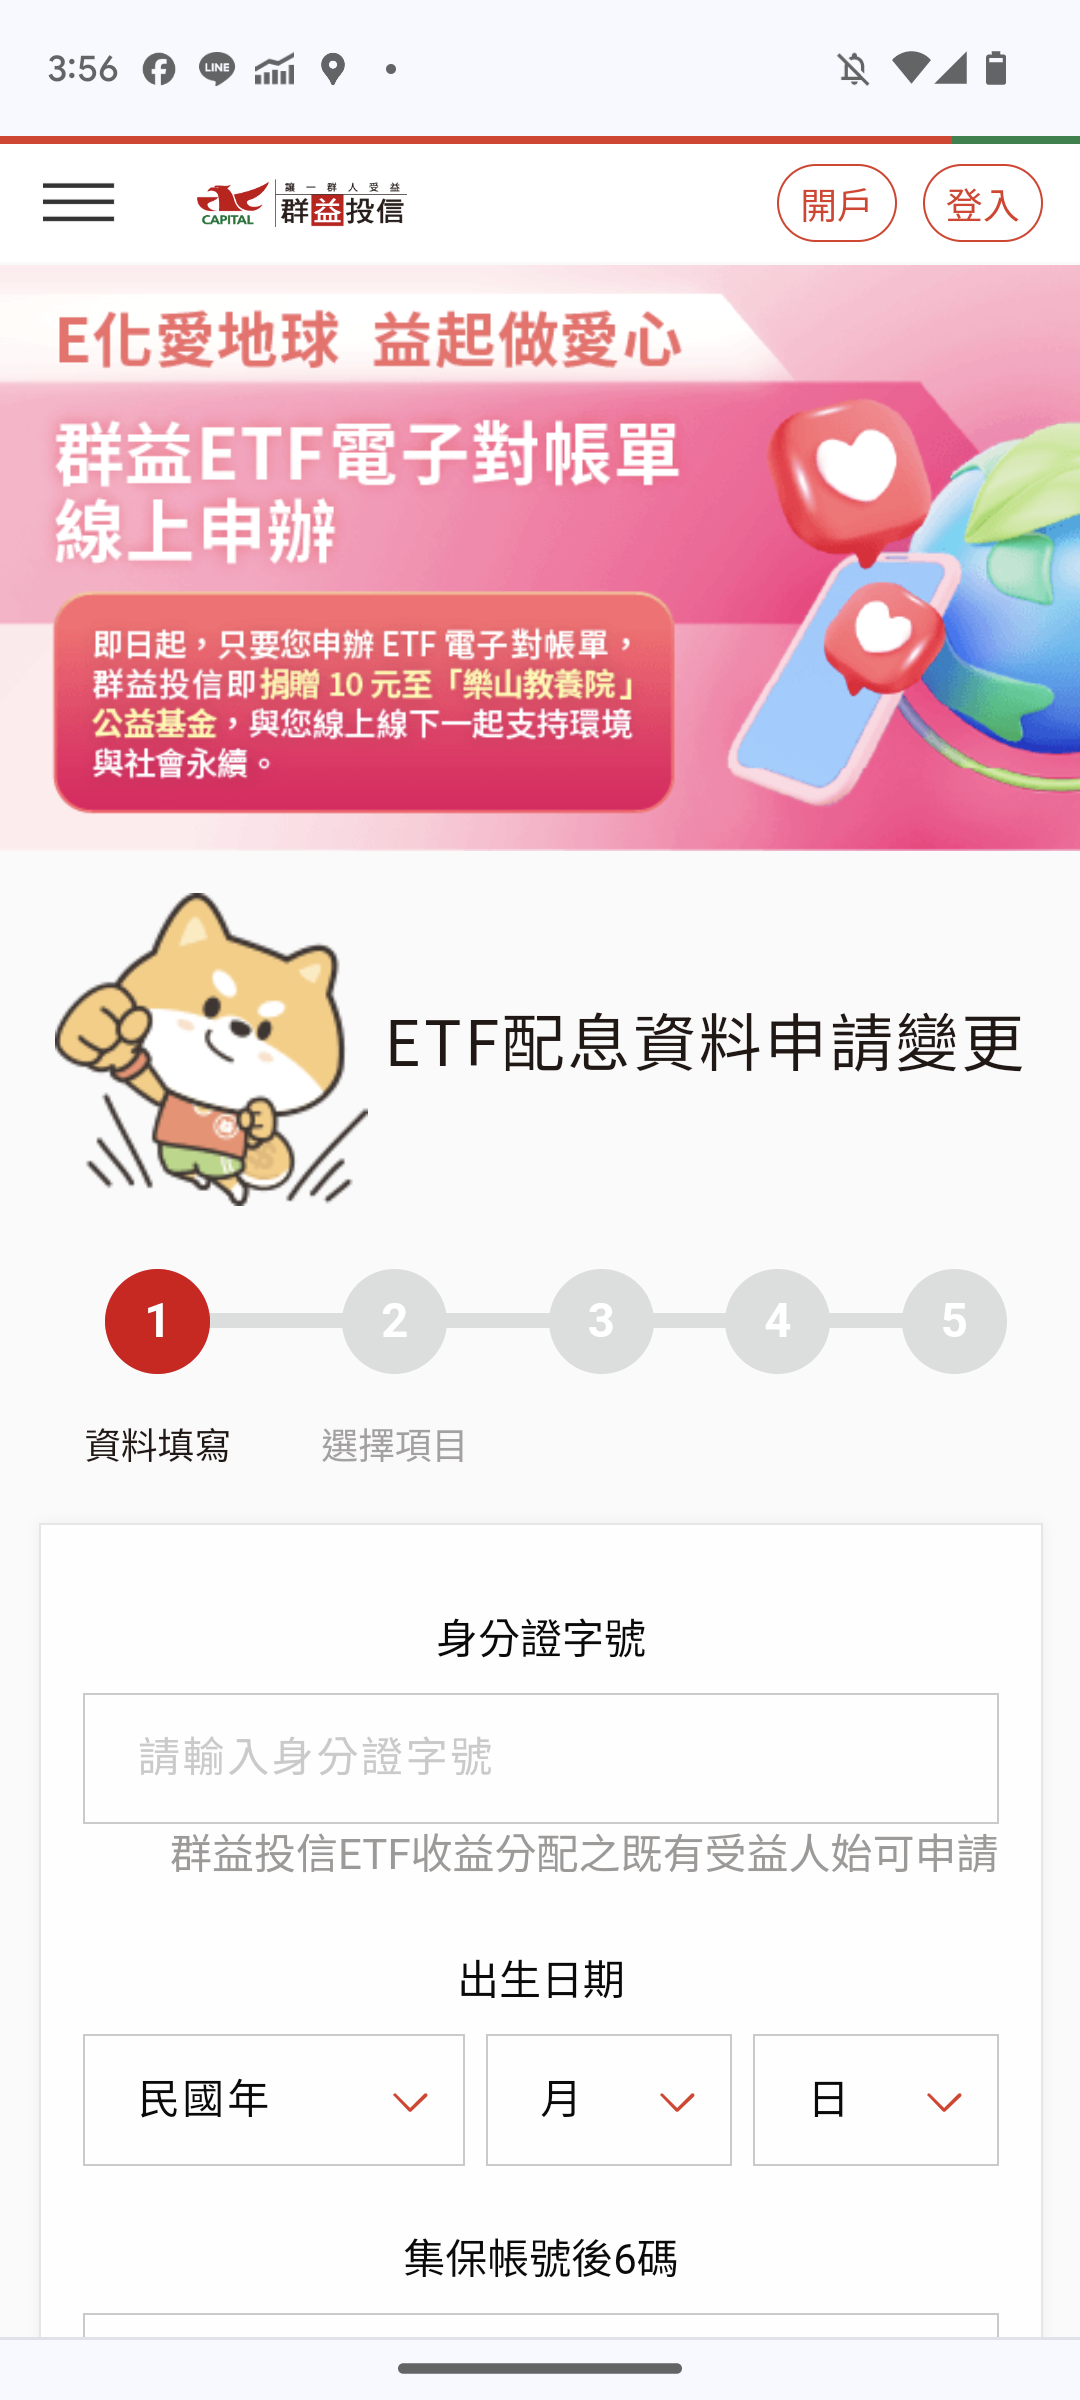 3:56
LINE
CAPITAL
讓一群人受益
群益投信
開戶
登入
E化愛地球 益起做愛心
群益ETF電子對帳單
線上申辦
即日起，只要您申辦 ETF 電子對帳單，
群益投信即捐贈 10 元至「樂山教養院」
公益基金，與您線上線下一起支持環境
與社會永續。
ETF配息資料申請變更
1 2 3 4 5
資料填寫 選擇項目
身分證字號
請輸入身分證字號
群益投信ETF收益分配之既有受益人始可申請
出生日期
民國年 月 日
集保帳號後6碼